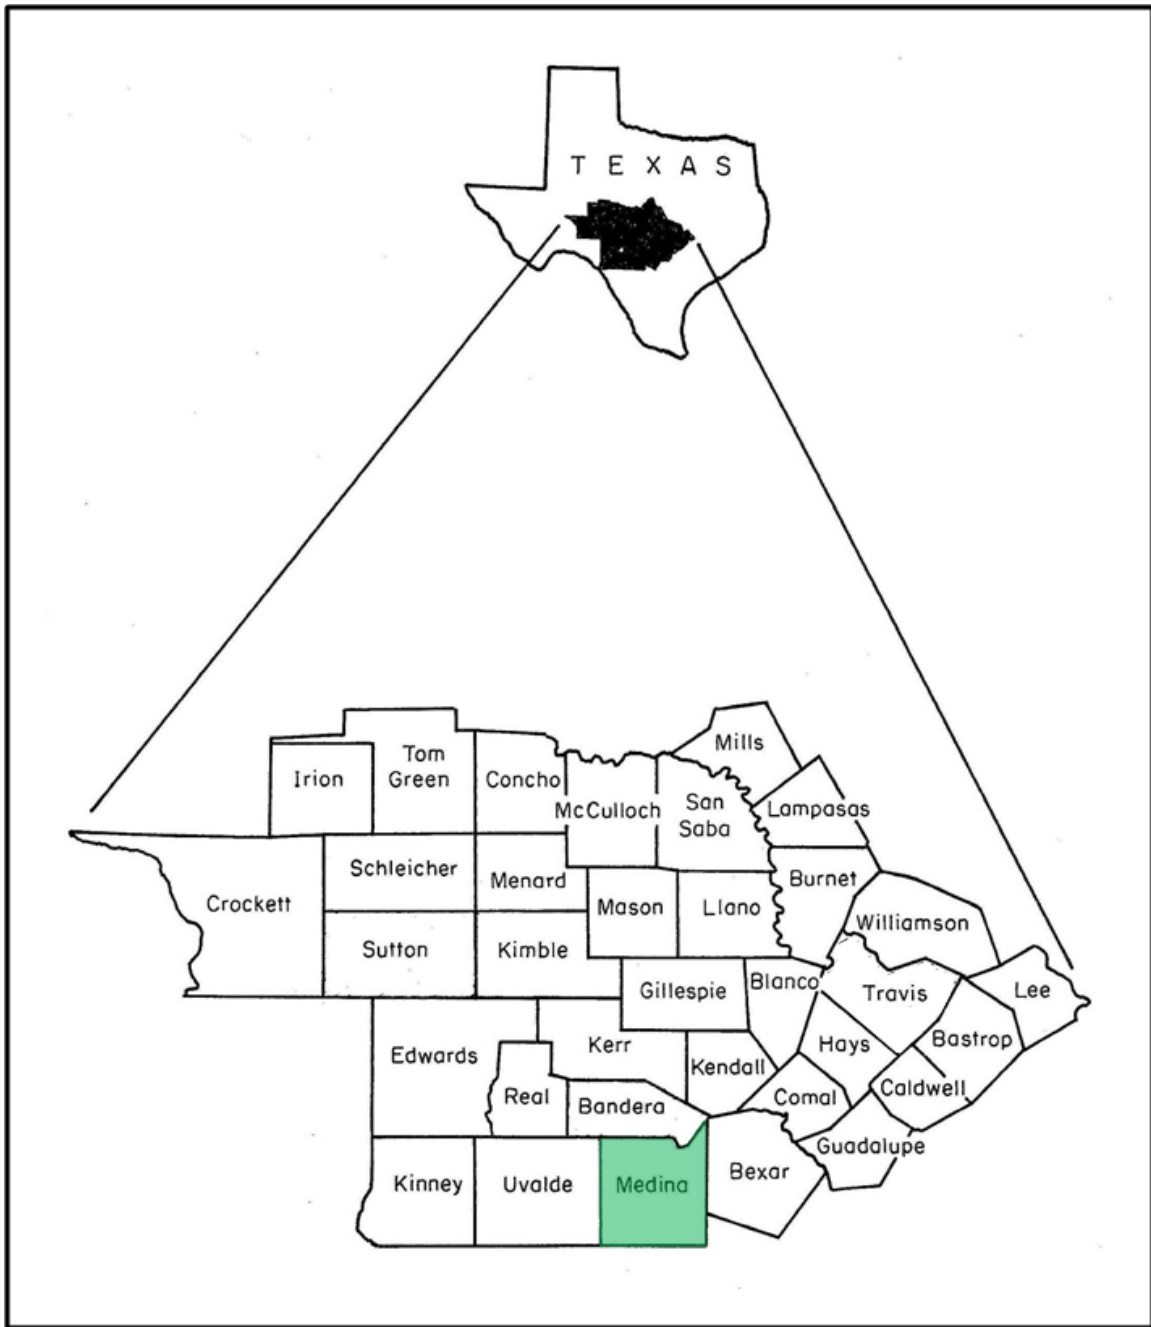 T E X A S
Mills
Tom
Green
Irion
Concho
McCulloch
San
Saba
Lampasas
Schleicher
Menard
Burnet
Crockett
Mason
Llano
Williamson
Sutton
Kimble
Gillespie
Blanco
Travis
Lee
Edwards
Kerr
Kendall
Hays
Bastrop
Real
Bandera
Comal
Caldwell
Guadalupe
Kinney
Uvalde
Medina
Bexar